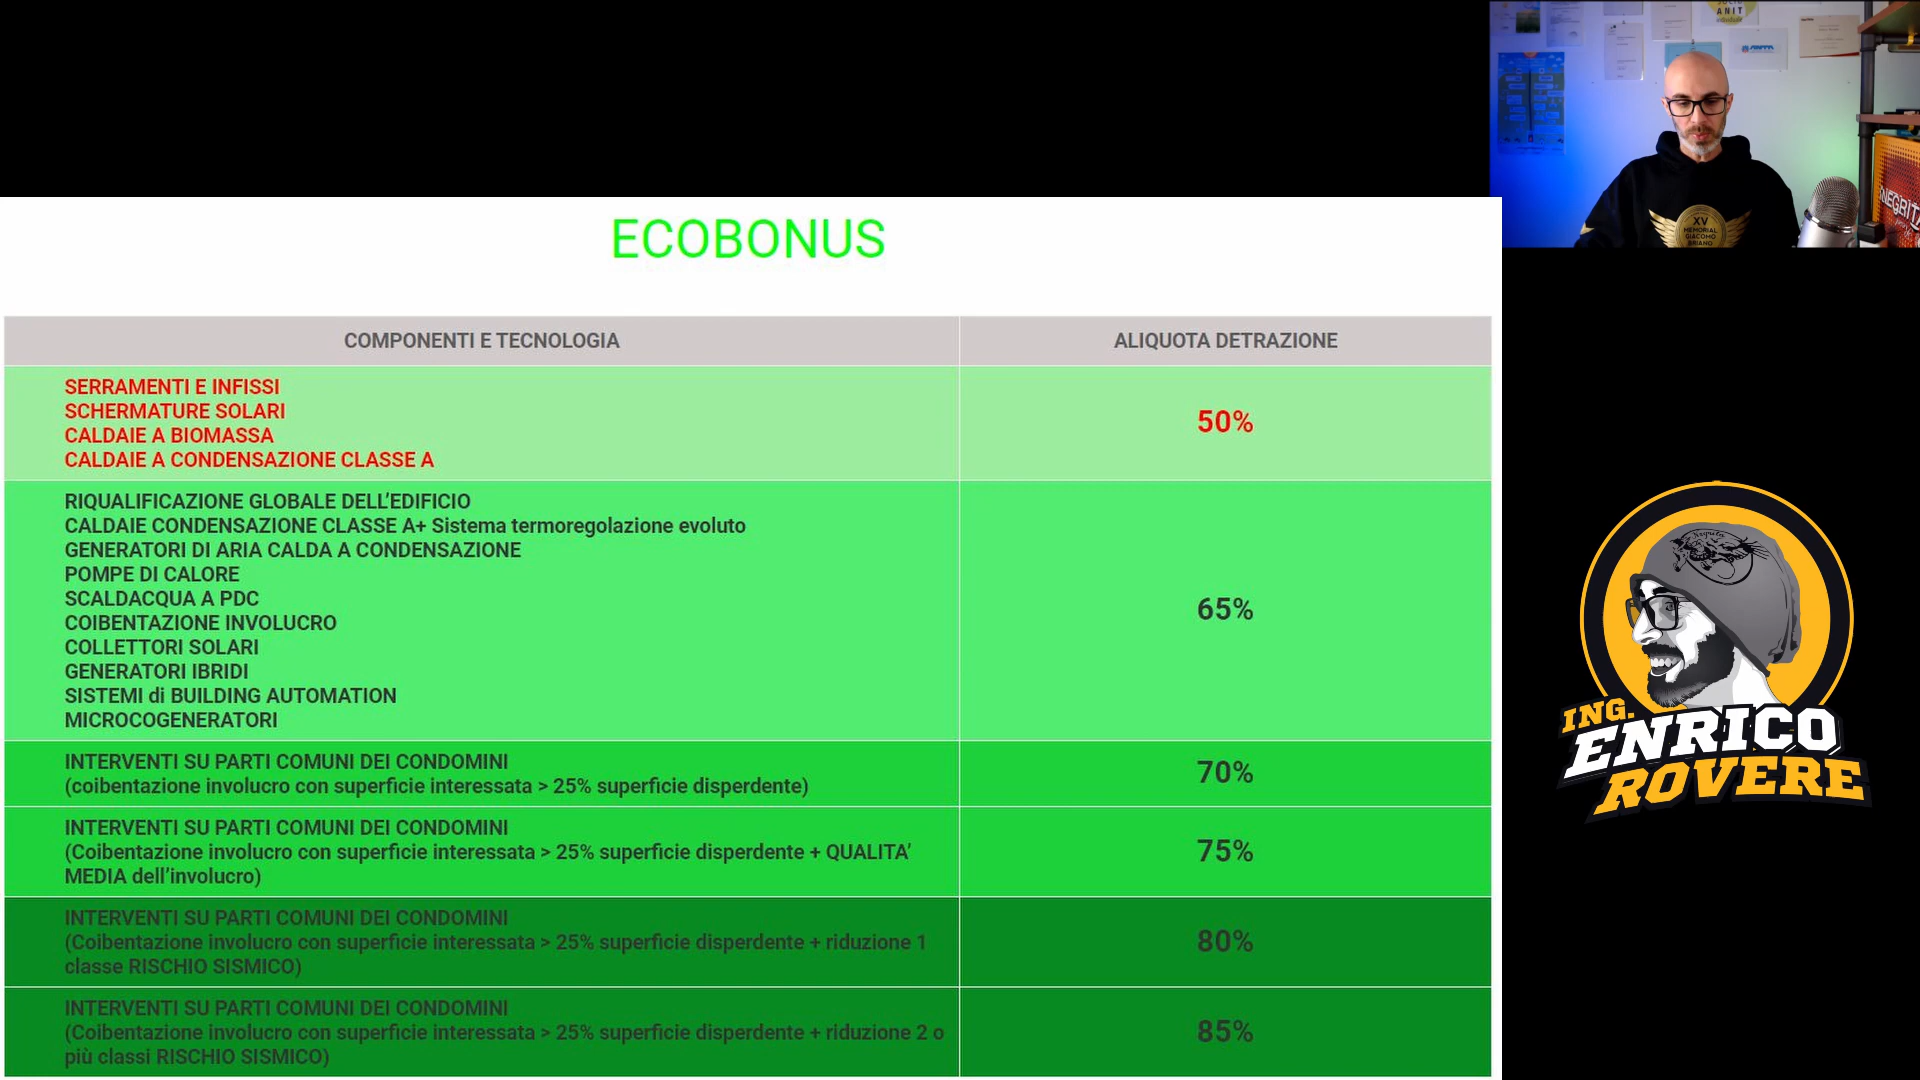 ANIT
XV
MEMORIAL
GIACOMO
BRIANO
NEGRITA
ECOBONUS
COMPONENTI E TECNOLOGIA
ALIQUOTA DETRAZIONE
SERRAMENTI E INFISSI
SCHERMATURE SOLARI
CALDAIE A BIOMASSA
CALDAIE A CONDENSAZIONE CLASSE A
50%
RIQUALIFICAZIONE GLOBALE DELL’EDIFICIO
CALDAIE CONDENSAZIONE CLASSE A+ Sistema termoregolazione evoluto
GENERATORI DI ARIA CALDA A CONDENSAZIONE
POMPE DI CALORE
SCALDACQUA A PDC
COIBENTAZIONE INVOLUCRO
COLLETTORI SOLARI
GENERATORI IBRIDI
SISTEMI di BUILDING AUTOMATION
MICROCOGENERATORI
65%
INTERVENTI SU PARTI COMUNI DEI CONDOMINI
(coibentazione involucro con superficie interessata > 25% superficie disperdente)
70%
INTERVENTI SU PARTI COMUNI DEI CONDOMINI
(Coibentazione involucro con superficie interessata > 25% superficie disperdente + QUALITA’
MEDIA dell’involucro)
75%
INTERVENTI SU PARTI COMUNI DEI CONDOMINI
(Coibentazione involucro con superficie interessata > 25% superficie disperdente + riduzione 1
classe RISCHIO SISMICO)
80%
INTERVENTI SU PARTI COMUNI DEI CONDOMINI
(Coibentazione involucro con superficie interessata > 25% superficie disperdente + riduzione 2 o
più classi RISCHIO SISMICO)
85%
ING.
ENRICO
ROVERE